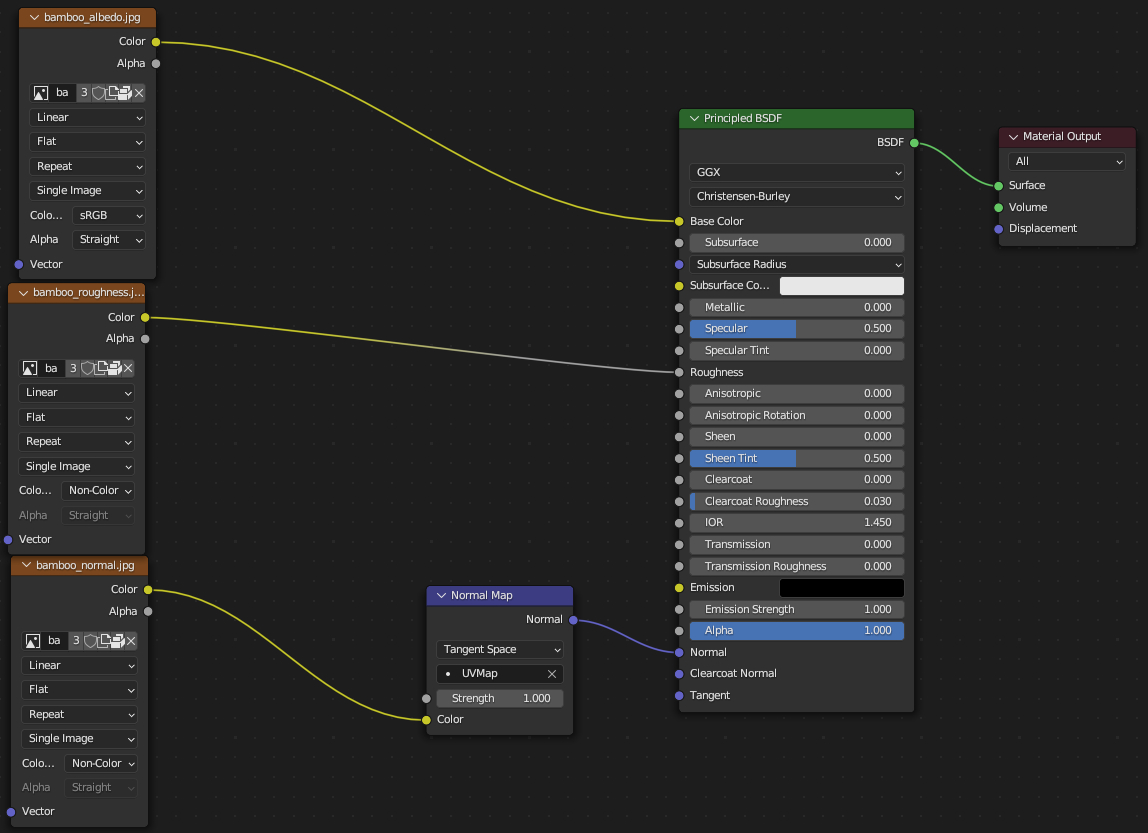 bamboo_albedo.jpg
Color
Alpha
ba 3
Linear
Flat
Repeat
Single Image
Colo... sRGB
Alpha Straight
Vector
bamboo_roughness.j...
Color
Alpha
ba 3
Linear
Flat
Repeat
Single Image
Colo... Non-Color
Alpha Straight
Vector
bamboo_normal.jpg
Color
Alpha
ba 3
Linear
Flat
Repeat
Single Image
Colo... Non-Color
Alpha Straight
Vector
Normal Map
Normal
Tangent Space
UVMap
Strength 1.000
Color
Principled BSDF
BSDF
GGX
Christensen-Burley
Base Color
Subsurface 0.000
Subsurface Radius
Subsurface Co...
Metallic 0.000
Specular 0.500
Specular Tint 0.000
Roughness
Anisotropic 0.000
Anisotropic Rotation 0.000
Sheen 0.000
Sheen Tint 0.500
Clearcoat 0.000
Clearcoat Roughness 0.030
IOR 1.450
Transmission 0.000
Transmission Roughness 0.000
Emission
Emission Strength 1.000
Alpha 1.000
Normal
Clearcoat Normal
Tangent
Material Output
All
Surface
Volume
Displacement